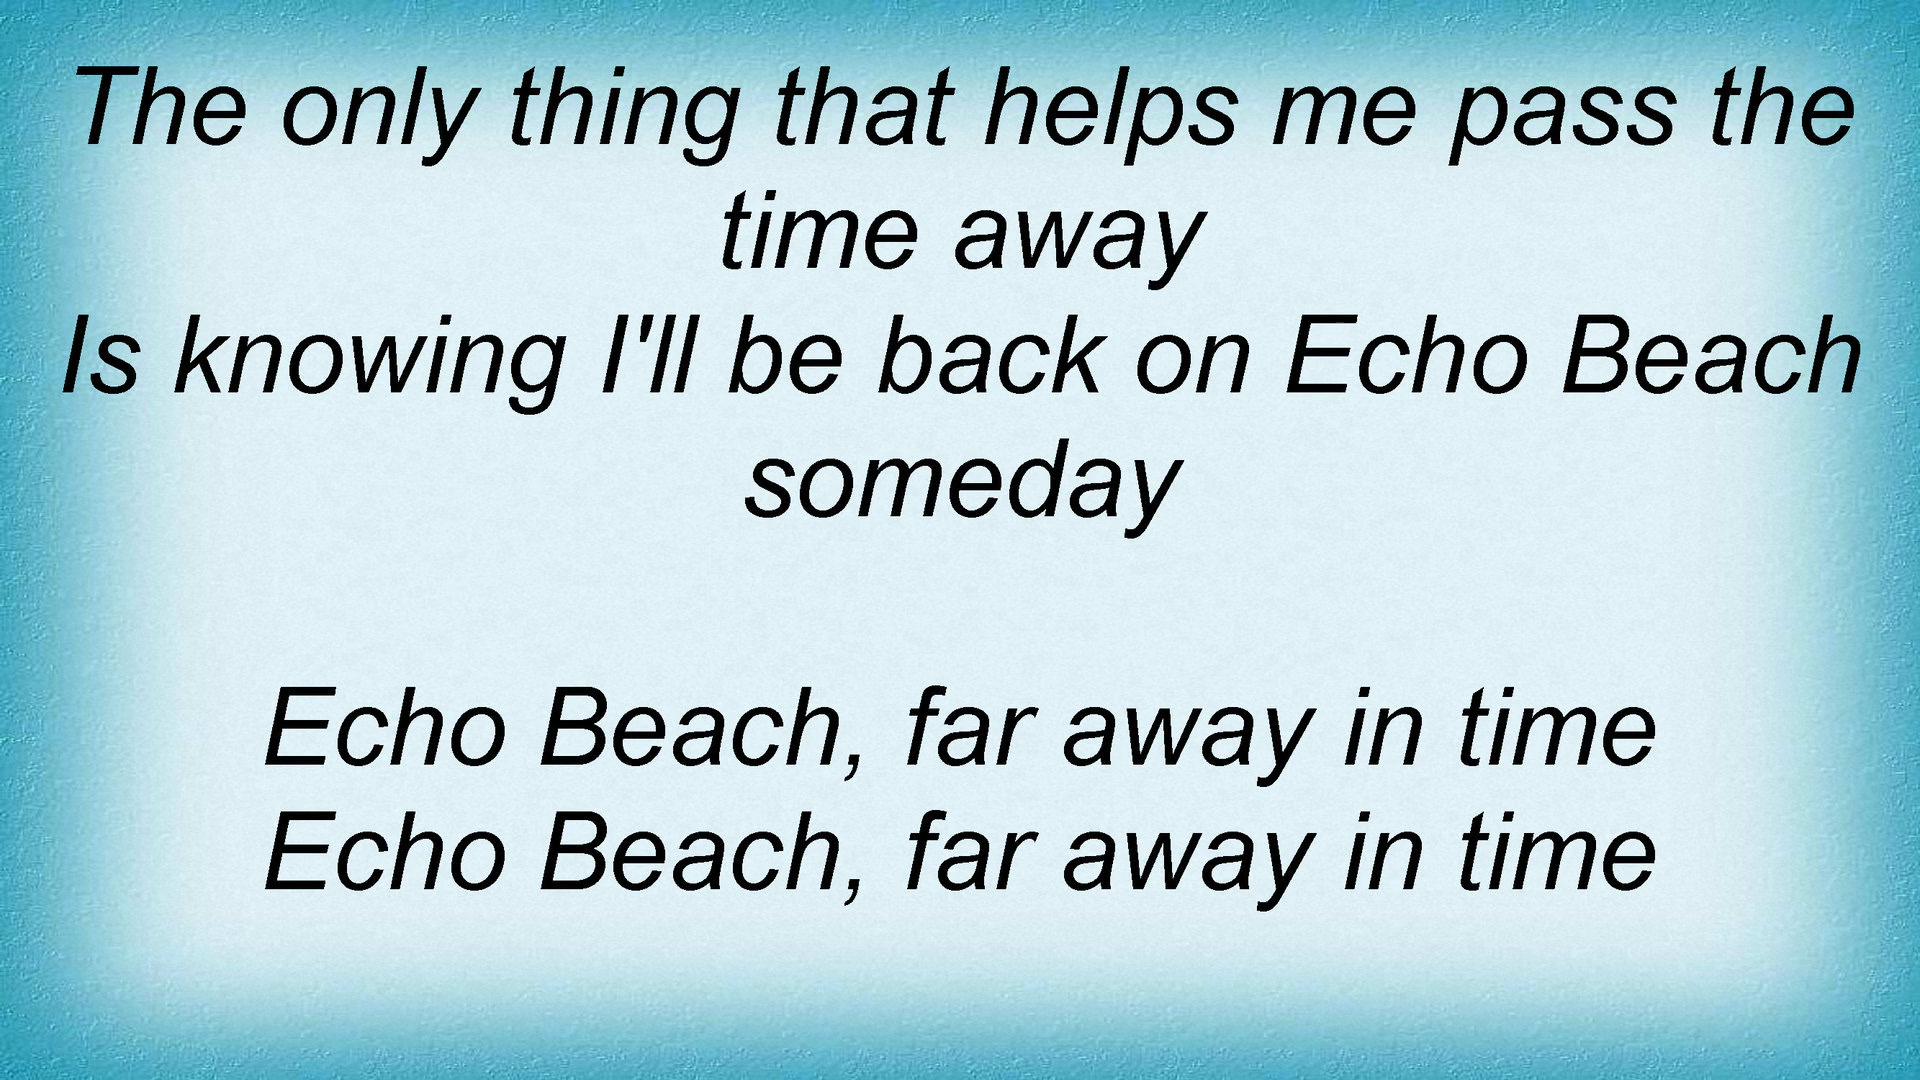 The only thing that helps me pass the
time away
Is knowing I'll be back on Echo Beach
someday
Echo Beach, far away in time
Echo Beach, far away in time